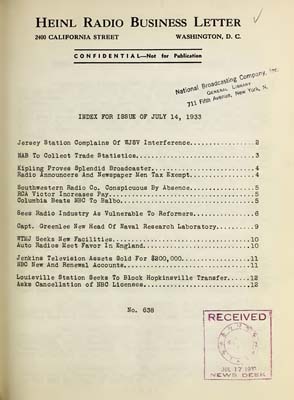 HEINL RADIO BUSINESS LETTER
2400 CALIFORNIA STREET WASHINGTON, D. C.
CONFIDENTIAL—Not for Publication
National Broadcasting Company, Inc.
GENERAL LIBRARY
711 Fifth Avenue, New York, N.
INDEX FOR ISSUE OF JULY 14, 1933
Jersey Station Complains Of WJSV Interference....................2
NAB To Collect Trade Statistics....................3
Kipling Proves Splendid Broadcaster....................4
Radio Announcers And Newspaper Men Tax Exempt....................4
Southwestern Radio Co. Conspicuous By Absence....................5
RCA Victor Increases Pay....................5
Columbia Beats NBC To Balbo....................5
Sees Radio Industry As Vulnerable To Reformers....................6
Capt. Greenlee New Head Of Naval Research Laboratory....................9
WTMJ Seeks New Facilities....................10
Auto Radios Meet Favor In England....................10
Jenkins Television Assets Sold For $200,000....................11
NBC New And Renewal Accounts....................11
Louisville Station Seeks To Block Hopkinsville Transfer....................12
Asks Cancellation of NBC Licenses....................12
No. 638
RECEIVED
JUL 17 1933
NEWS DESK